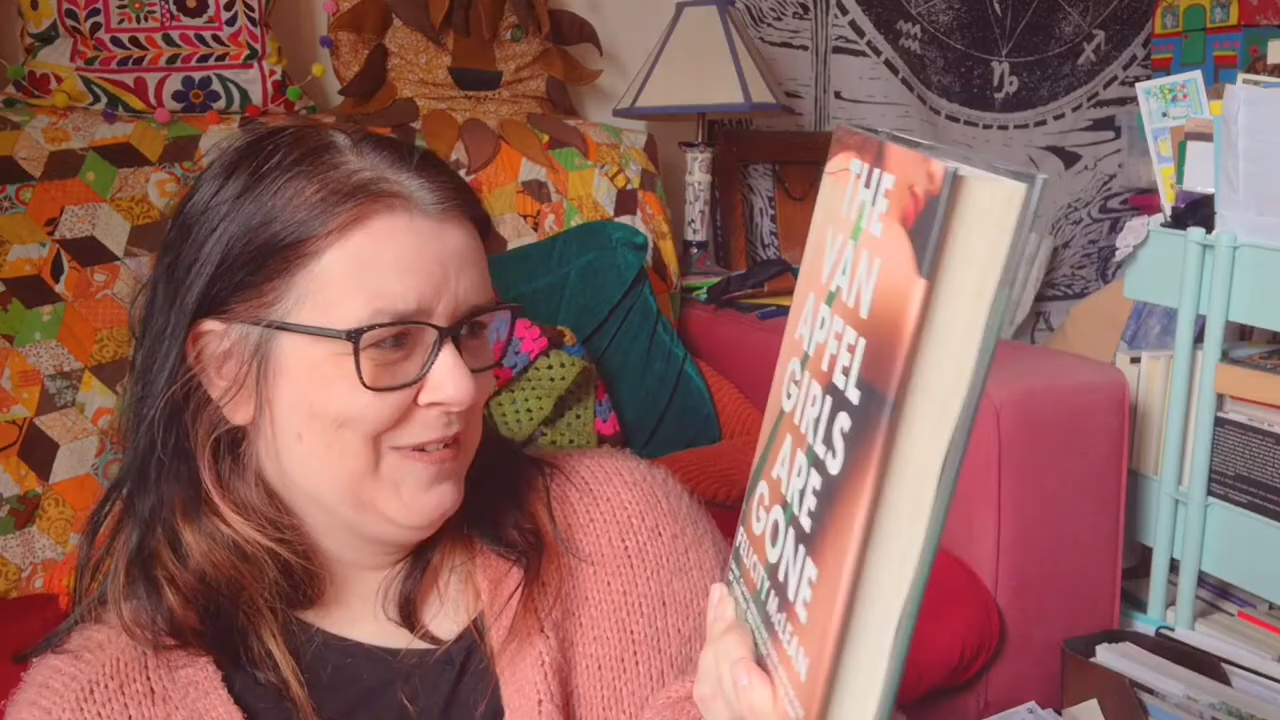 THE
VAN
APFEL
GIRLS
ARE
GONE
FELICITY McLEAN